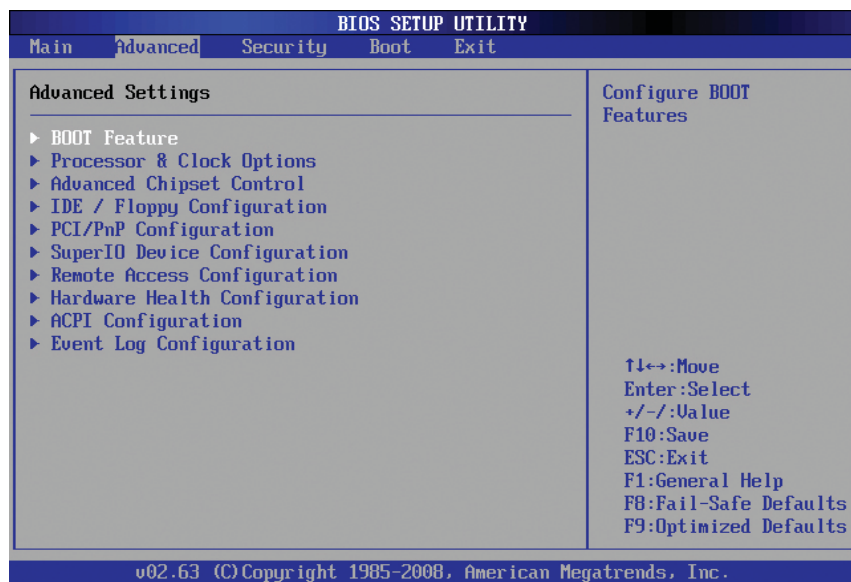 BIOS SETUP UTILITY
Main Advanced Security Boot Exit
Advanced Settings
▶ BOOT Feature
▶ Processor & Clock Options
▶ Advanced Chipset Control
▶ IDE / Floppy Configuration
▶ PCI/PnP Configuration
▶ SuperIO Device Configuration
▶ Remote Access Configuration
▶ Hardware Health Configuration
▶ ACPI Configuration
▶ Event Log Configuration
Configure BOOT
Features
↑↓←→:Move
Enter:Select
+/-/:Value
F10:Save
ESC:Exit
F1:General Help
F8:Fail-Safe Defaults
F9:Optimized Defaults
v02.63 (C)Copyright 1985-2008, American Megatrends, Inc.